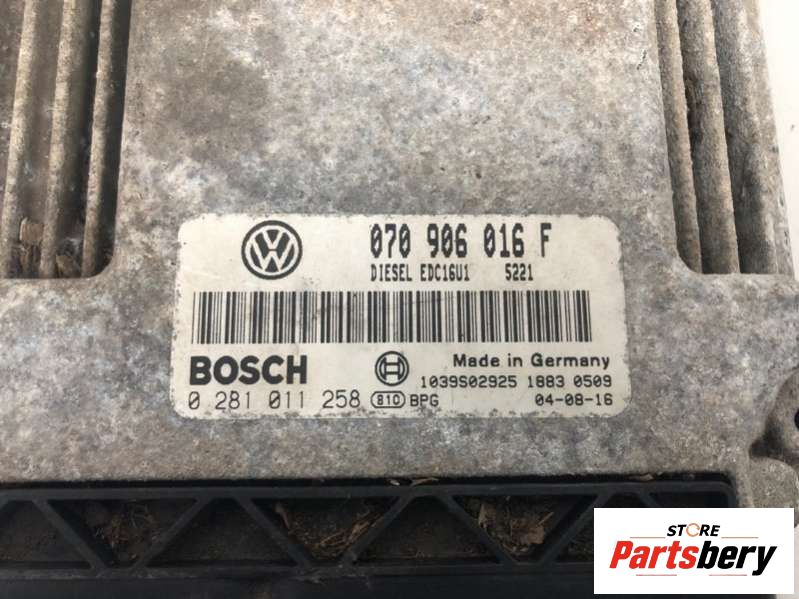 VW
070 906 016 F
DIESEL EDC16U1 5221
BOSCH
Made in Germany
1039S02925 1883 0509
0 281 011 258 810 BPG 04-08-16
STORE
Partsbery